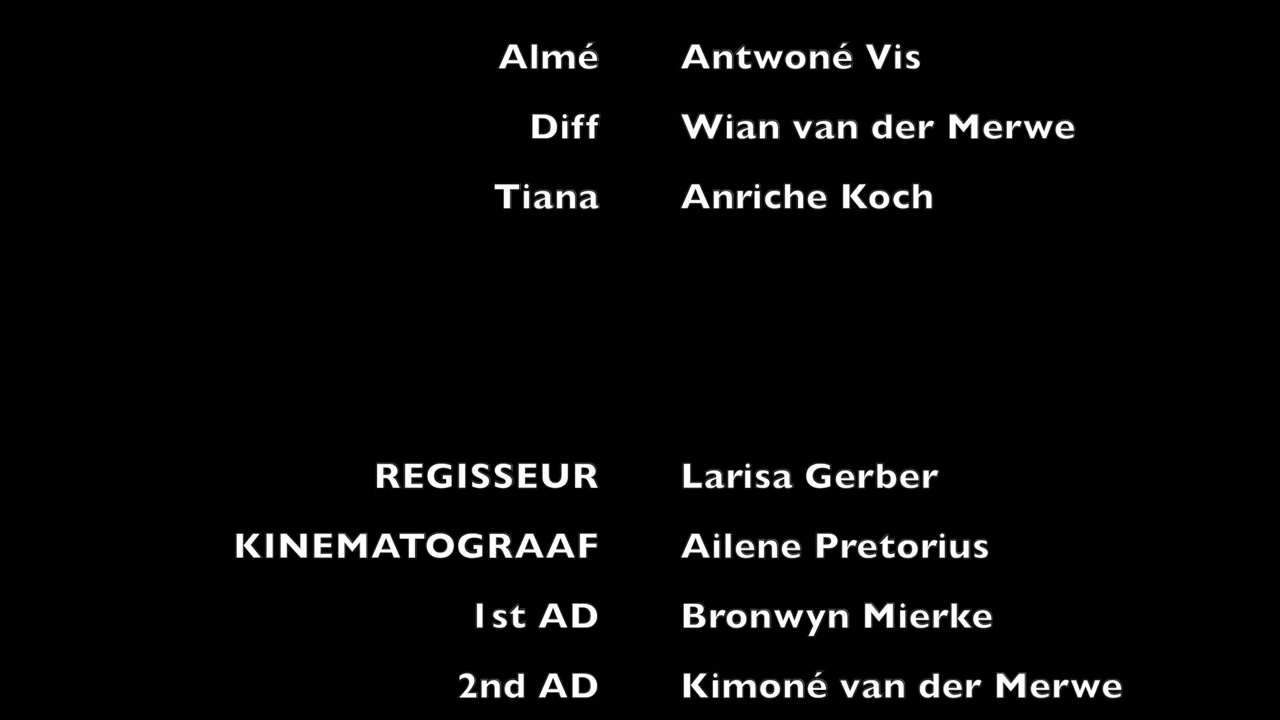 Almé Antwoné Vis
Diff Wian van der Merwe
Tiana Anriche Koch
REGISSEUR Larisa Gerber
KINEMATOGRAAF Ailene Pretorius
1st AD Bronwyn Mierke
2nd AD Kimoné van der Merwe